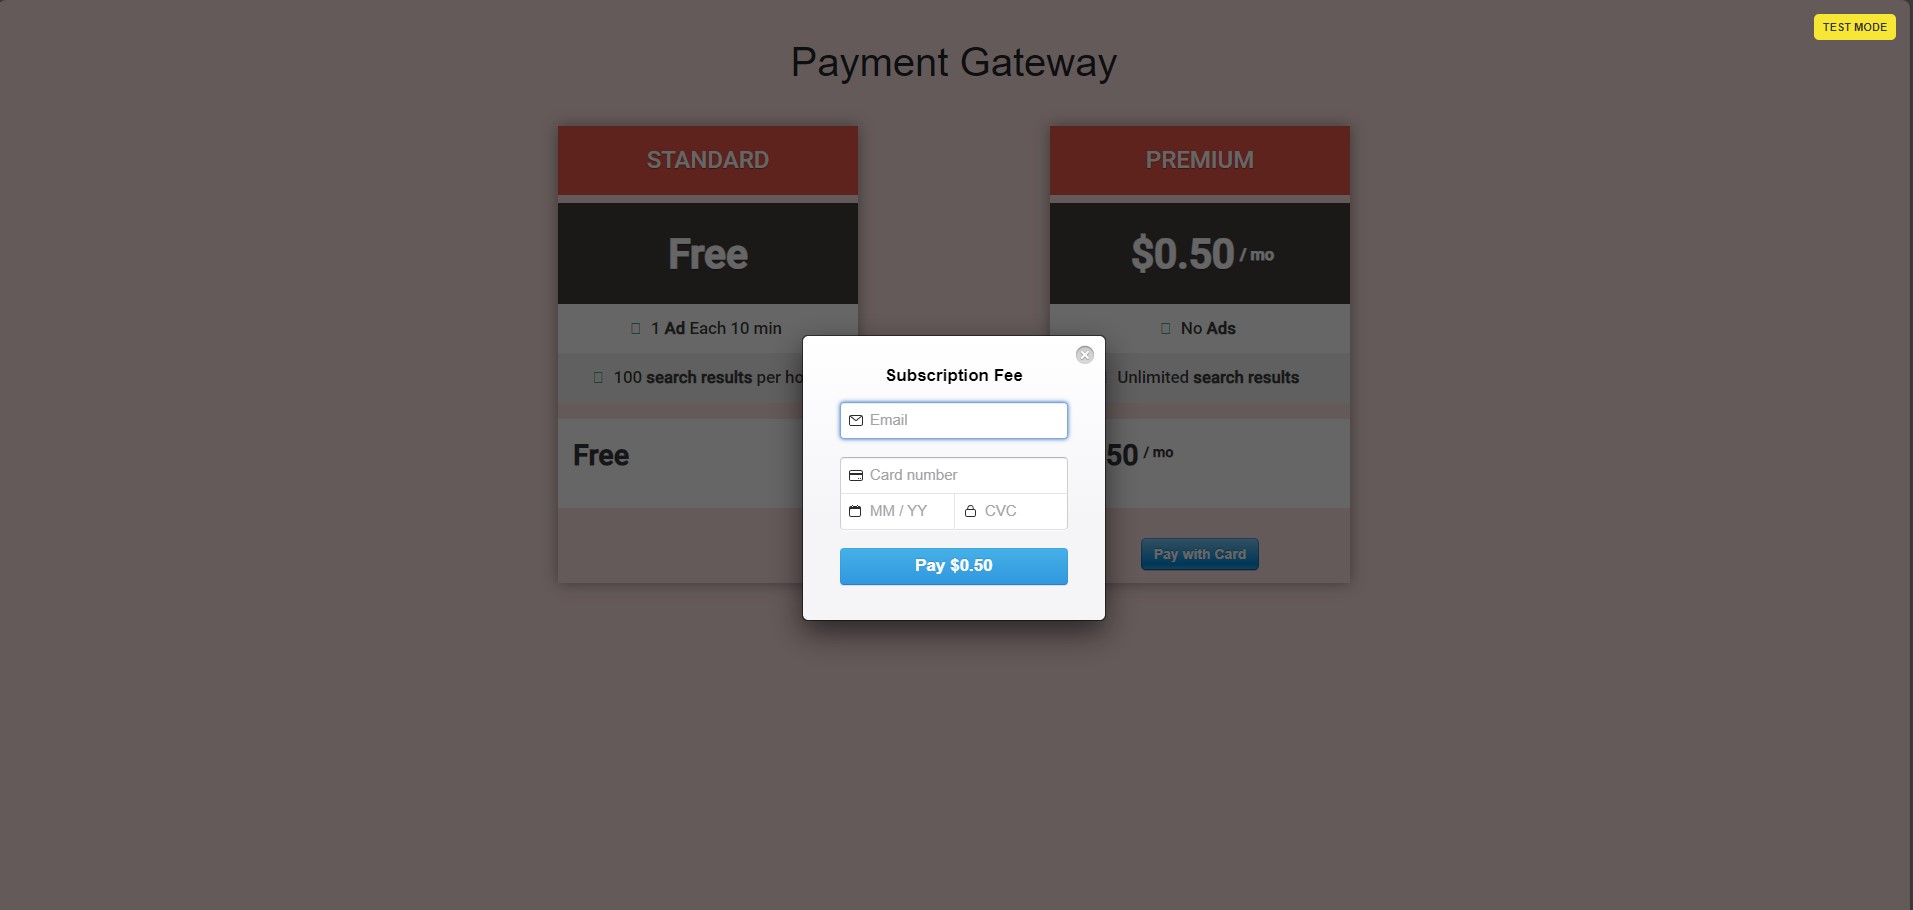 TEST MODE
Payment Gateway
STANDARD
Free
1 Ad Each 10 min
100 search results per ho
Free
PREMIUM
$0.50 / mo
No Ads
Unlimited search results
50 / mo
Pay with Card
Subscription Fee
Email
Card number
MM / YY
CVC
Pay $0.50